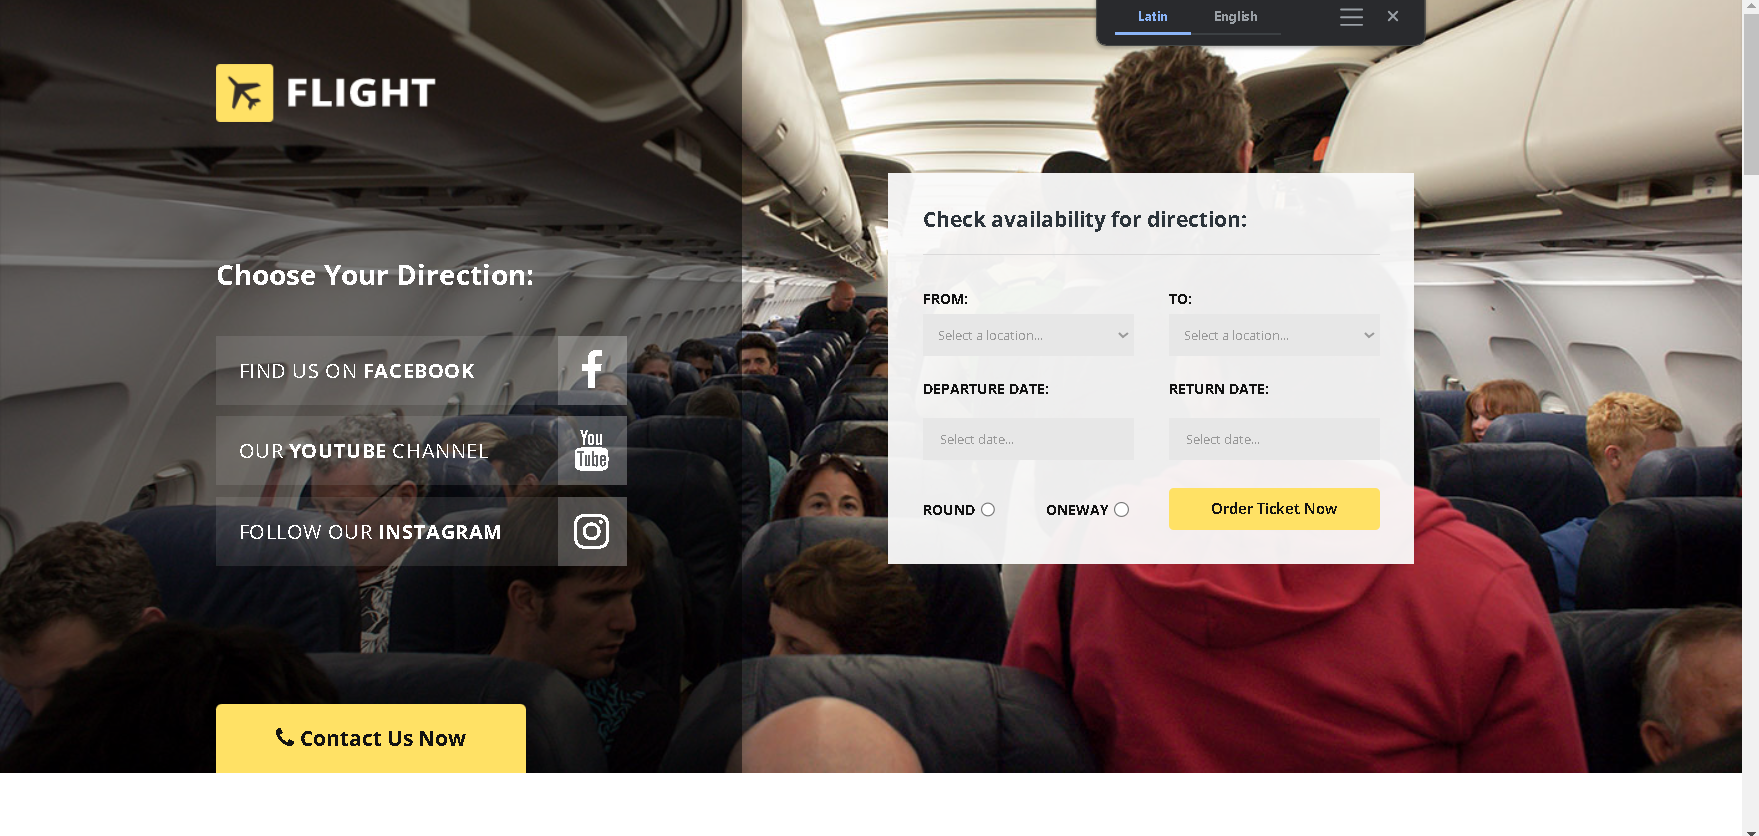 Latin English
FLIGHT
Choose Your Direction:
FIND US ON FACEBOOK
OUR YOUTUBE CHANNEL
You
Tube
FOLLOW OUR INSTAGRAM
Contact Us Now
Check availability for direction:
FROM: TO:
Select a location... Select a location...
DEPARTURE DATE: RETURN DATE:
Select date... Select date...
ROUND ONEWAY Order Ticket Now